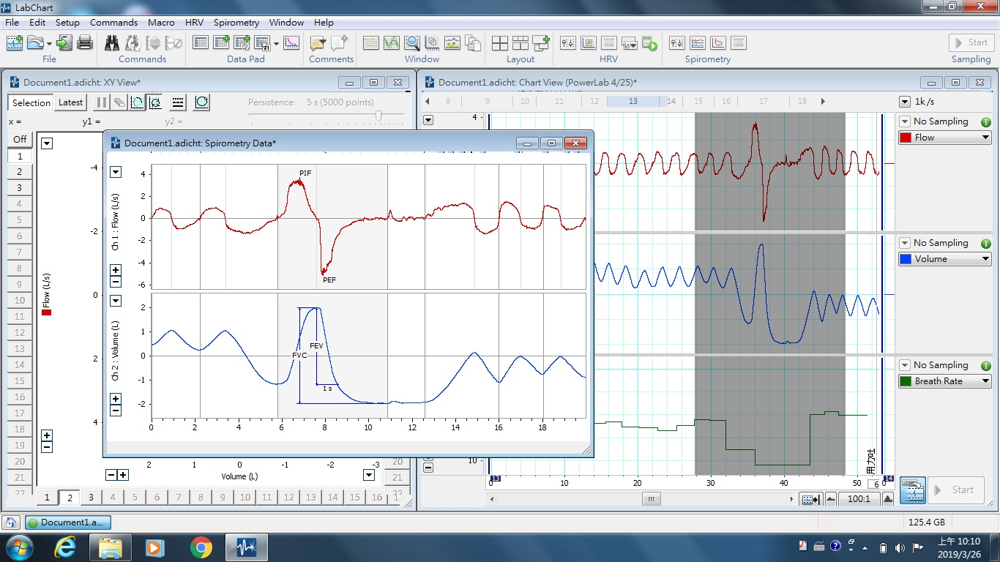 LabChart
File Edit Setup Commands Macro HRV Spirometry Window Help
File Commands Data Pad Comments Window Layout HRV Spirometry
Start
Sampling
Document1.adicht: XY View*
Selection Latest
Persistence: 5 s (5000 points)
x = y1 = y2 =
Off
1
2
3
4
5
6
7
8
9
10
11
12
13
14
15
16
17
18
19
20
21
-4
-2
0
2
4
Flow (L/s)
2 1 0 -1 -2 -3
Volume (L)
20
21
1 2 3 4 5 6 7 8 9 10 11 12 13 14 15 16
Document1.adicht: Spirometry Data*
Ch 1 : Flow (L/s)
4
2
0
-2
-4
-6
PIF
PEF
Ch 2 : Volume (L)
2
1
0
-1
-2
FEV
FVC
1 s
0 2 4 6 8 10 12 14 16 18
Document1.adicht: Chart View (PowerLab 4/25)*
8 9 10 11 12 13 14 15 16 17 18
1k /s
4
No Sampling
Flow
No Sampling
Volume
No Sampling
Breath Rate
10
用力吐
13 0 10 20 30 40 50 6 0 14
100:1
Start
Document1.a...
125.4 GB
上午 10:10
2019/3/26